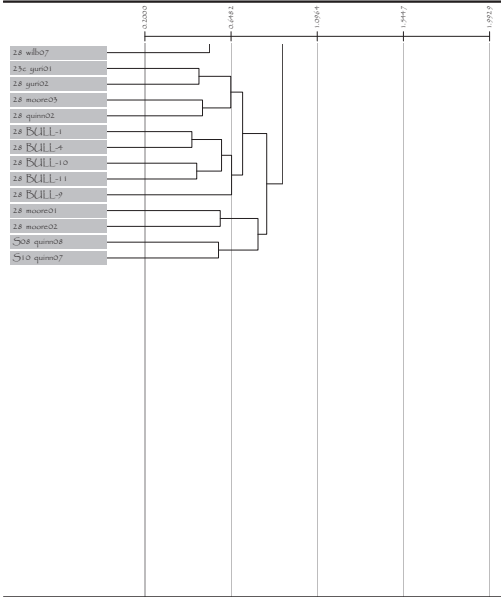 0.2000
0.6482
1.0964
1.5447
1.9929
28 wilb07
23c yuri01
28 yuri02
28 moore03
28 quinn02
28 BULL-1
28 BULL-4
28 BULL-10
28 BULL-11
28 BULL-9
28 moore01
28 moore02
S08 quinn08
S10 quinn07